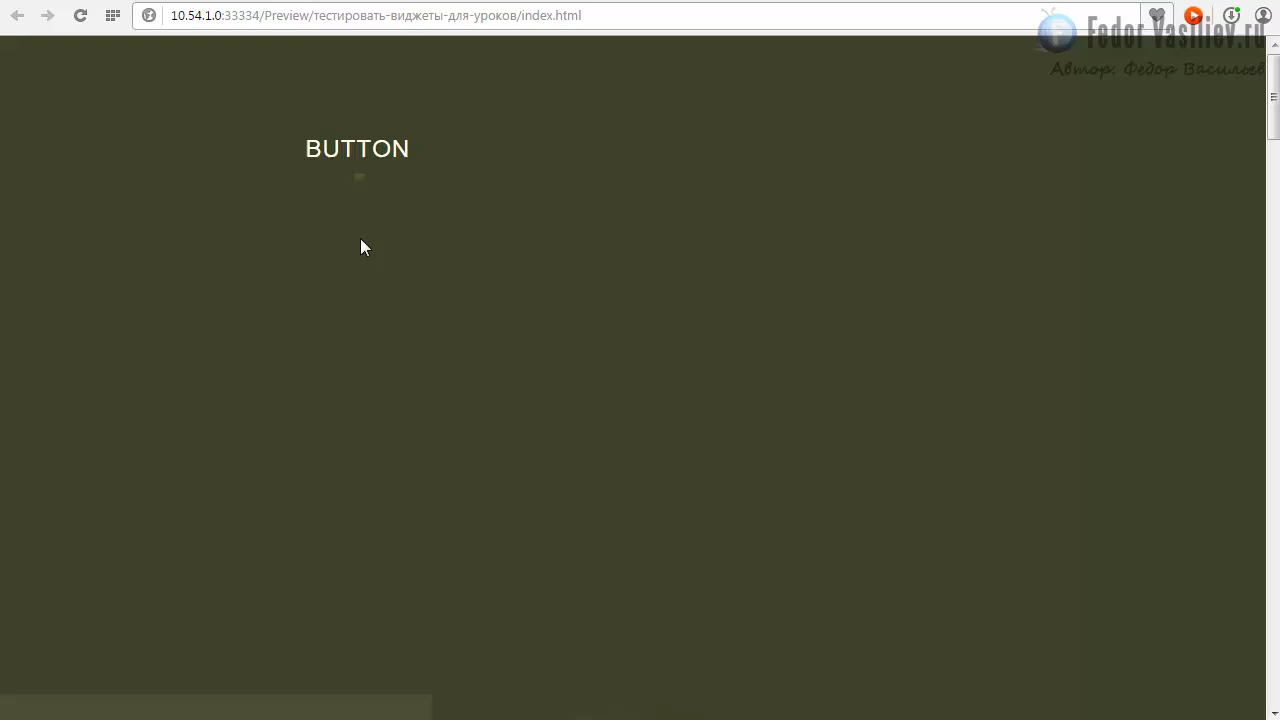 10.54.1.0:33334/Preview/тестировать-виджеты-для-уроков/index.html
Fedor Vasiliev.ru
Автор: Федор Васильев
BUTTON